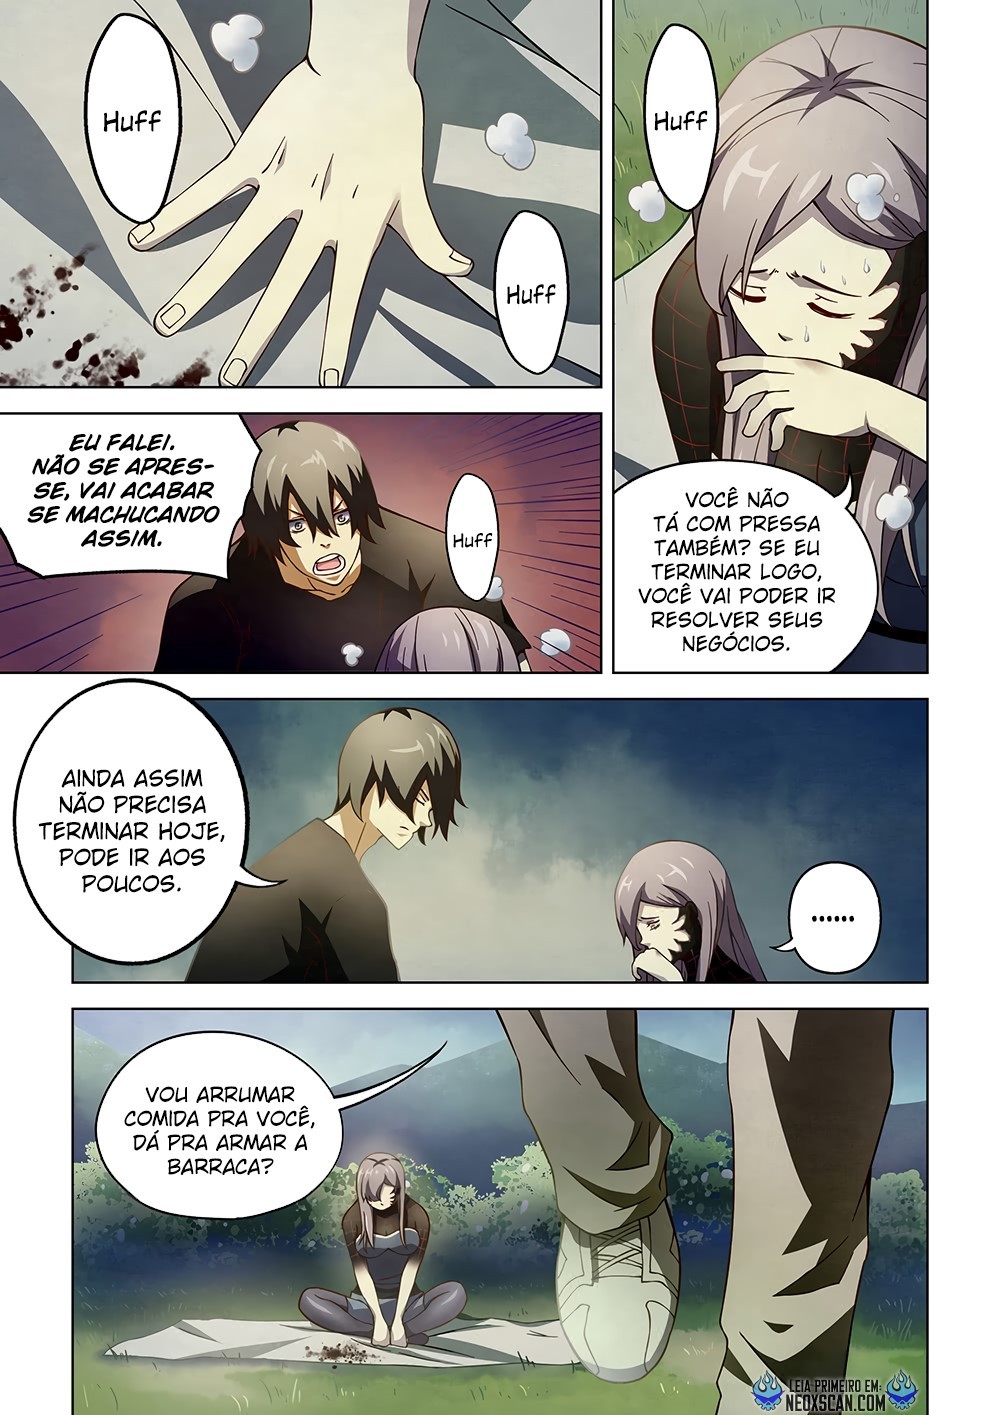 Huff
Huff
Huff
VOCÊ NÃO
TÁ COM PRESSA
TAMBÉM? SE EU
TERMINAR LOGO,
VOCÊ VAI PODER IR
RESOLVER SEUS
NEGÓCIOS.
EU FALEI.
NÃO SE APRES-
SE, VAI ACABAR
SE MACHUCANDO
ASSIM.
Huff
AINDA ASSIM
NÃO PRECISA
TERMINAR HOJE,
PODE IR AOS
POUCOS.
......
VOU ARRUMAR
COMIDA PRA VOCÊ,
DÁ PRA ARMAR A
BARRACA?
LEIA PRIMEIRO EM:
NEOXSCAN.COM